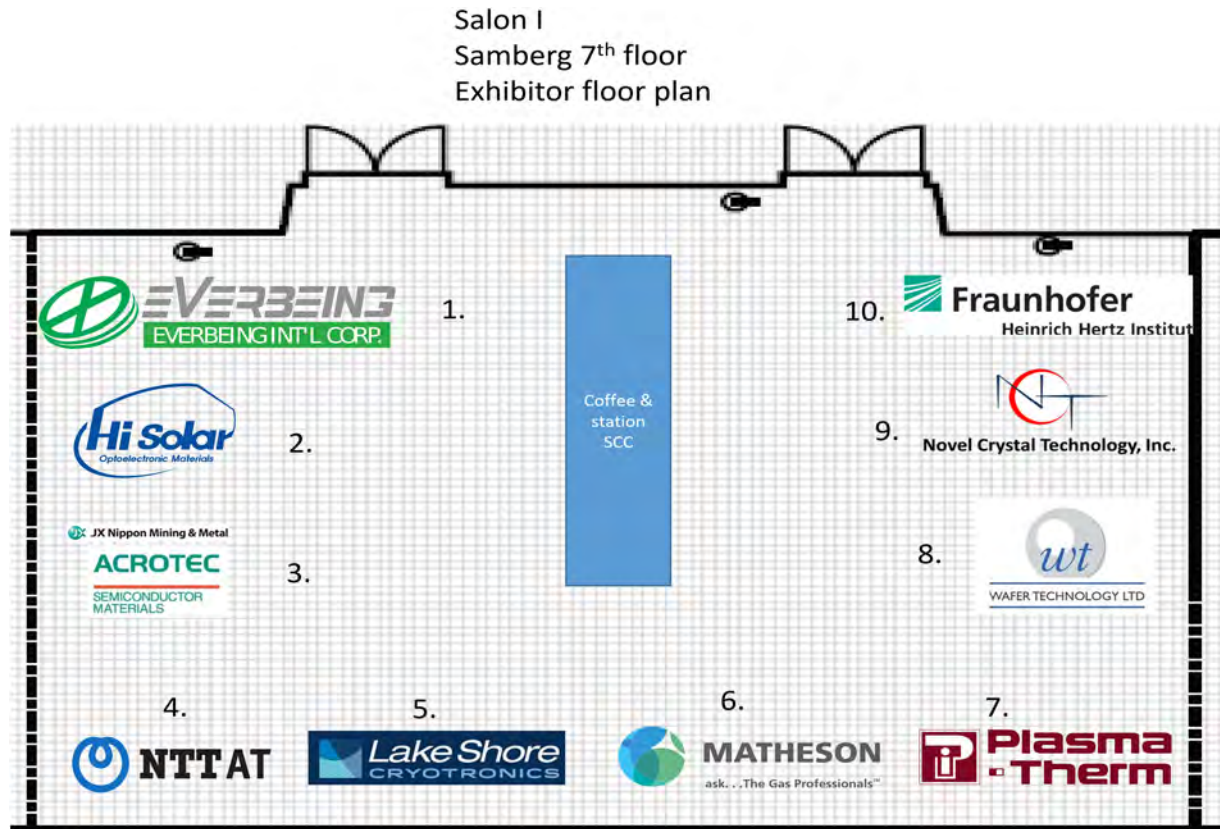 Salon I
Samberg 7th floor
Exhibitor floor plan
EVERBEING
EVERBEING INT'L CORP.
1.
10.
Fraunhofer
Heinrich Hertz Institut
Hi Solar
Optoelectronic Materials
2.
Coffee &
station
SCC
9.
NCT
Novel Crystal Technology, Inc.
JX JX Nippon Mining & Metal
ACROTEC
SEMICONDUCTOR
MATERIALS
3.
8.
wt
WAFER TECHNOLOGY LTD
4.
5.
6.
7.
NTT AT
Lake Shore
CRYOTRONICS
MATHESON
ask. . .The Gas Professionals™
Plasma
Therm